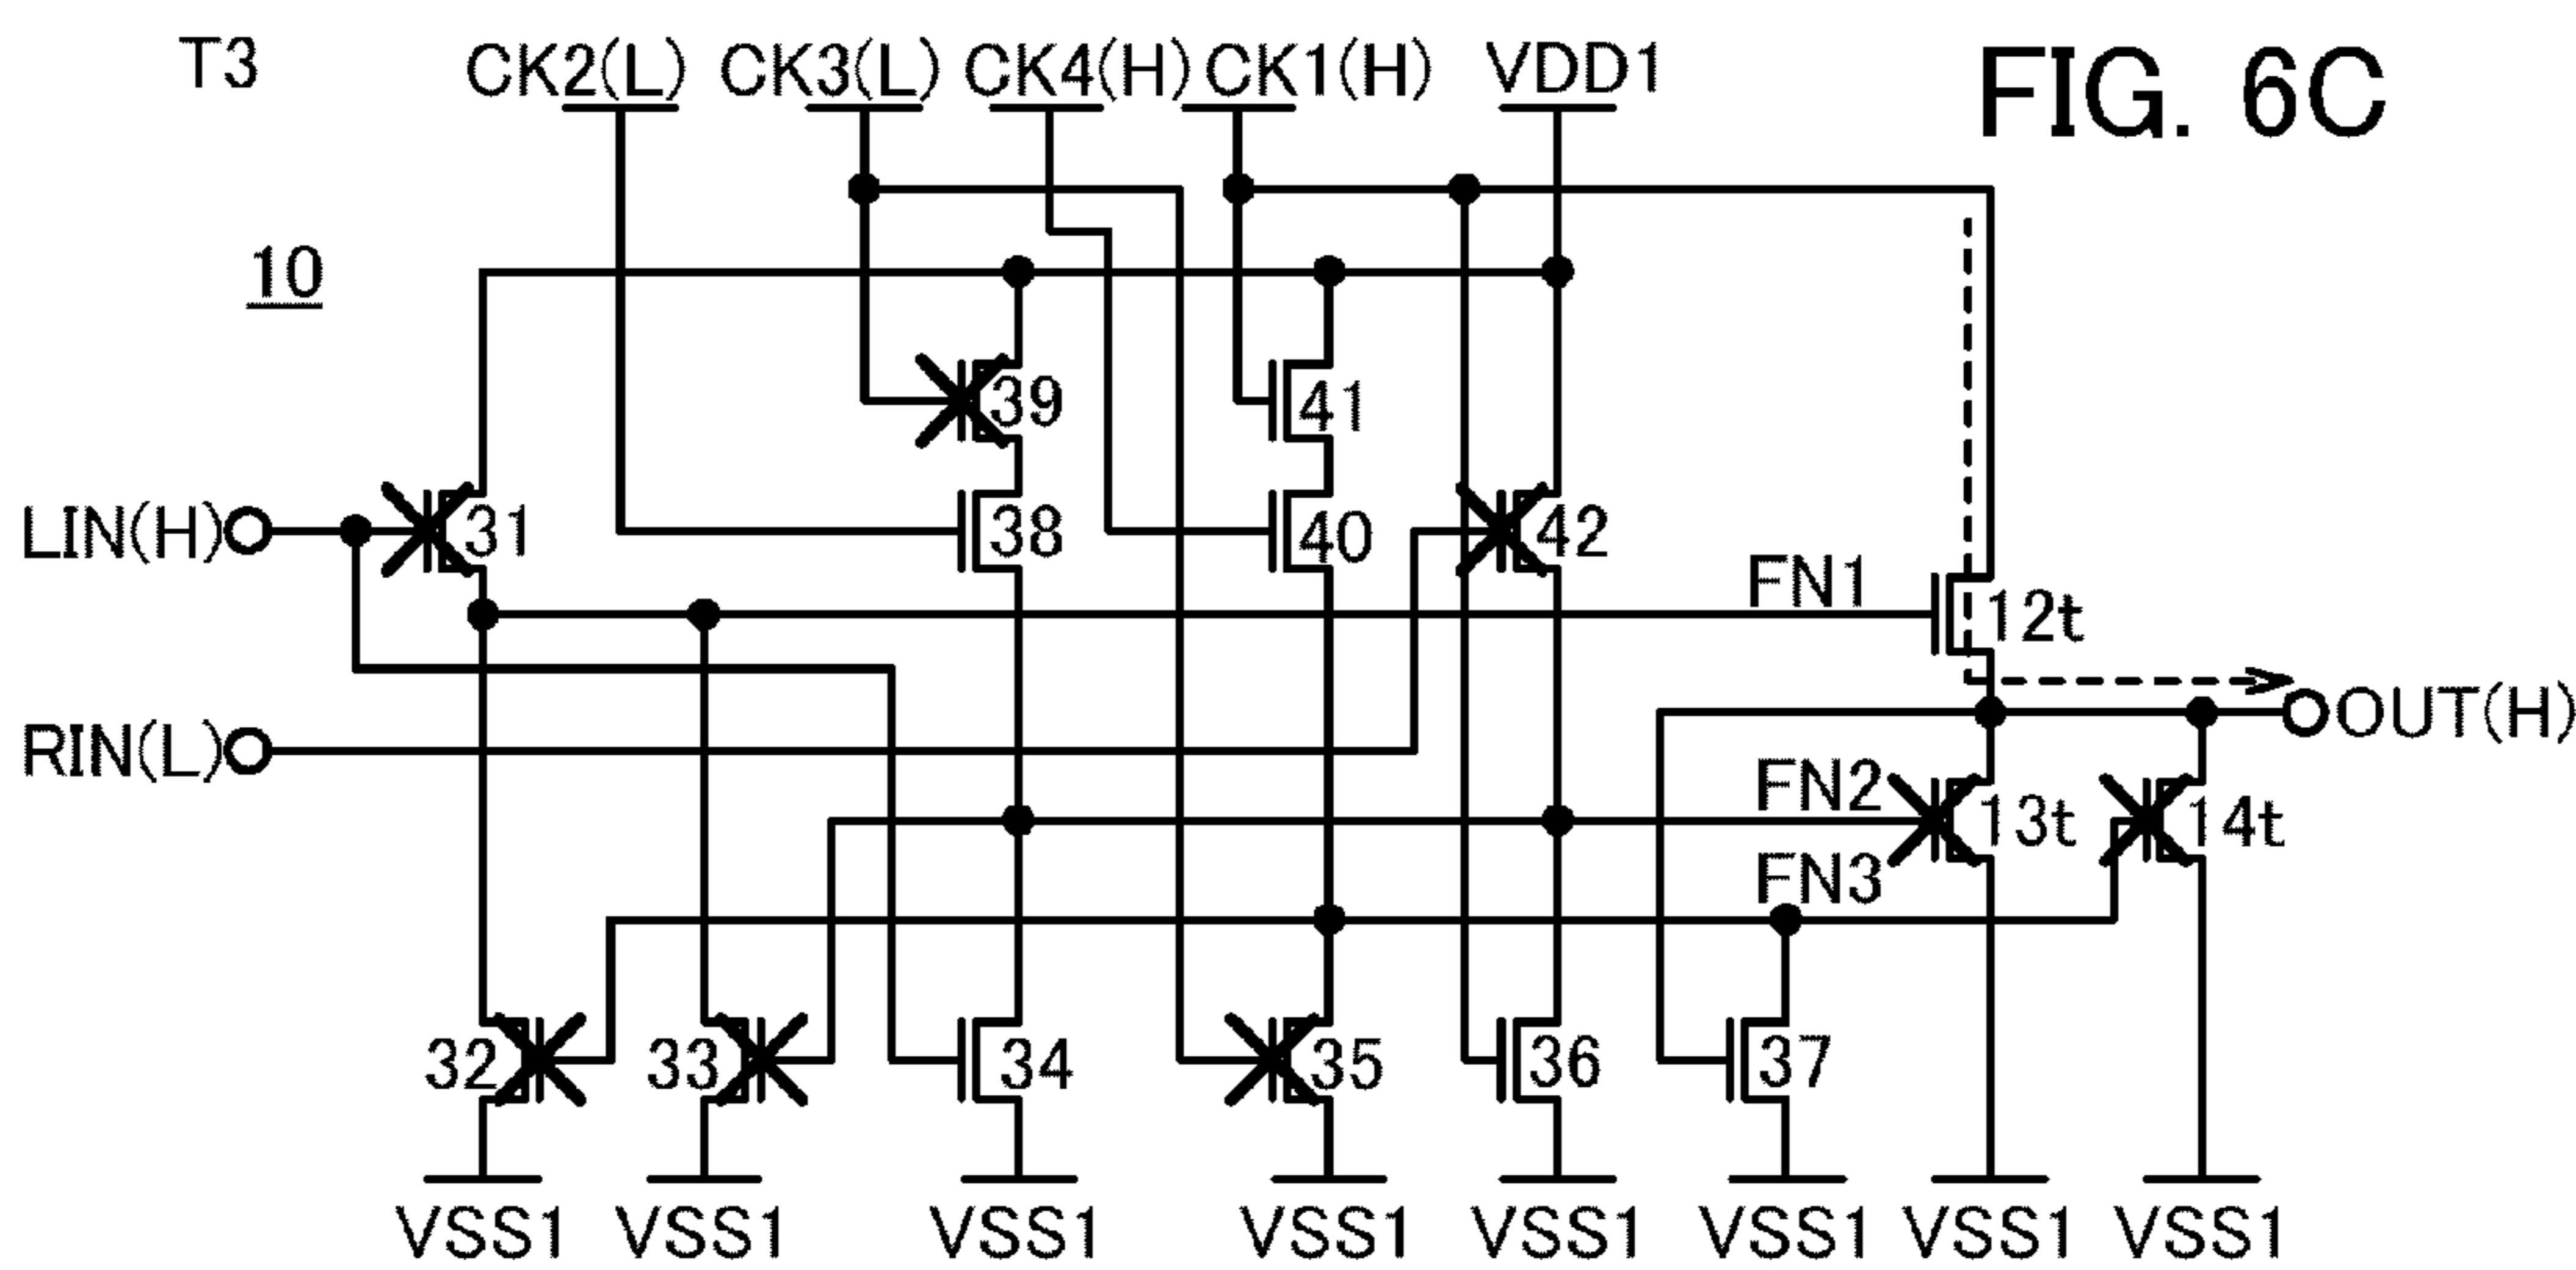 T3 CK2(L) CK3(L) CK4(H) CK1(H) VDD1 FIG. 6C
10
39 41
LIN(H) 31 38 40 42
FN1 12t
RIN(L) OUT(H)
FN2 13t 14t
FN3
32 33 34 35 36 37
VSS1 VSS1 VSS1 VSS1 VSS1 VSS1 VSS1 VSS1